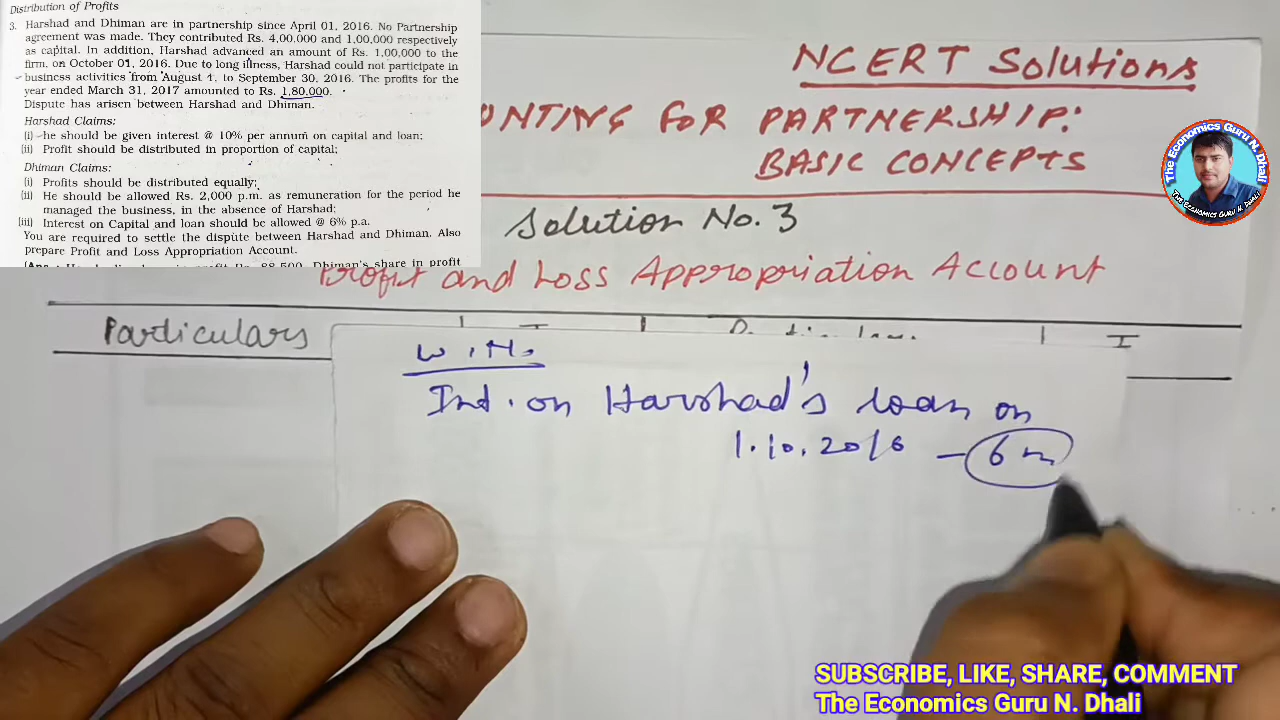 Distribution of Profits
3. Harshad and Dhiman are in partnership since April 01, 2016. No Partnership
agreement was made. They contributed Rs. 4,00,000 and 1,00,000 respectively
as capital. In addition, Harshad advanced an amount of Rs. 1,00,000 to the
firm, on October 01, 2016. Due to long illness, Harshad could not participate in
business activities from August 1, to September 30, 2016. The profits for the
year ended March 31, 2017 amounted to Rs. 1,80,000.
Dispute has arisen between Harshad and Dhiman.
Harshad Claims:
(i) he should be given interest @ 10% per annum on capital and loan;
(ii) Profit should be distributed in proportion of capital;
Dhiman Claims:
(i) Profits should be distributed equally;
(ii) He should be allowed Rs. 2,000 p.m. as remuneration for the period he
managed the business, in the absence of Harshad;
(iii) Interest on Capital and loan should be allowed @ 6% p.a.
You are required to settle the dispute between Harshad and Dhiman. Also
prepare Profit and Loss Appropriation Account.
NCERT Solutions
ONTING FOR PARTNERSHIP:
BASIC CONCEPTS
The Economics Guru N. Dhali
The Economics Guru N. Dhali
Solution No. 3
Profit and Loss Appropriation Account
Particulars
W.N.
Int. on Harshad's loan on
1.10.2016 - 6 m
SUBSCRIBE, LIKE, SHARE, COMMENT
The Economics Guru N. Dhali